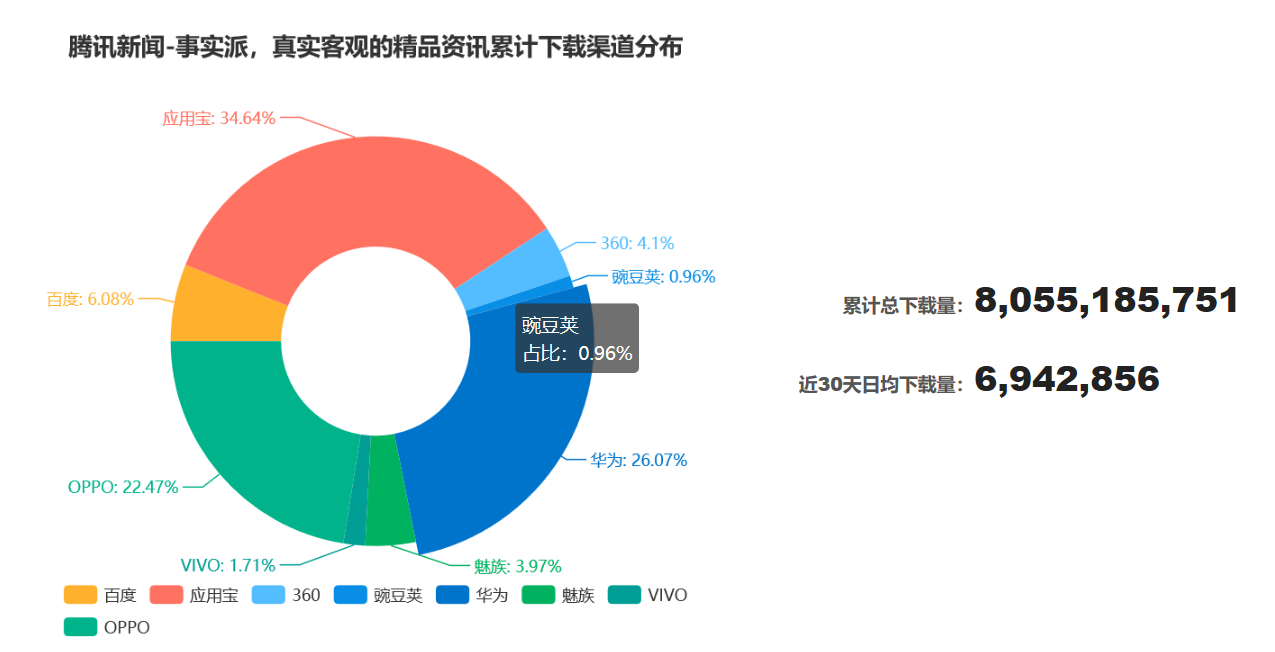 腾讯新闻-事实派，真实客观的精品资讯累计下载渠道分布
应用宝: 34.64%
360: 4.1%
豌豆荚: 0.96%
百度: 6.08%
豌豆荚
占比：0.96%
累计总下载量：8,055,185,751
近30天日均下载量：6,942,856
华为: 26.07%
OPPO: 22.47%
VIVO: 1.71%
魅族: 3.97%
百度 应用宝 360 豌豆荚 华为 魅族 VIVO
OPPO